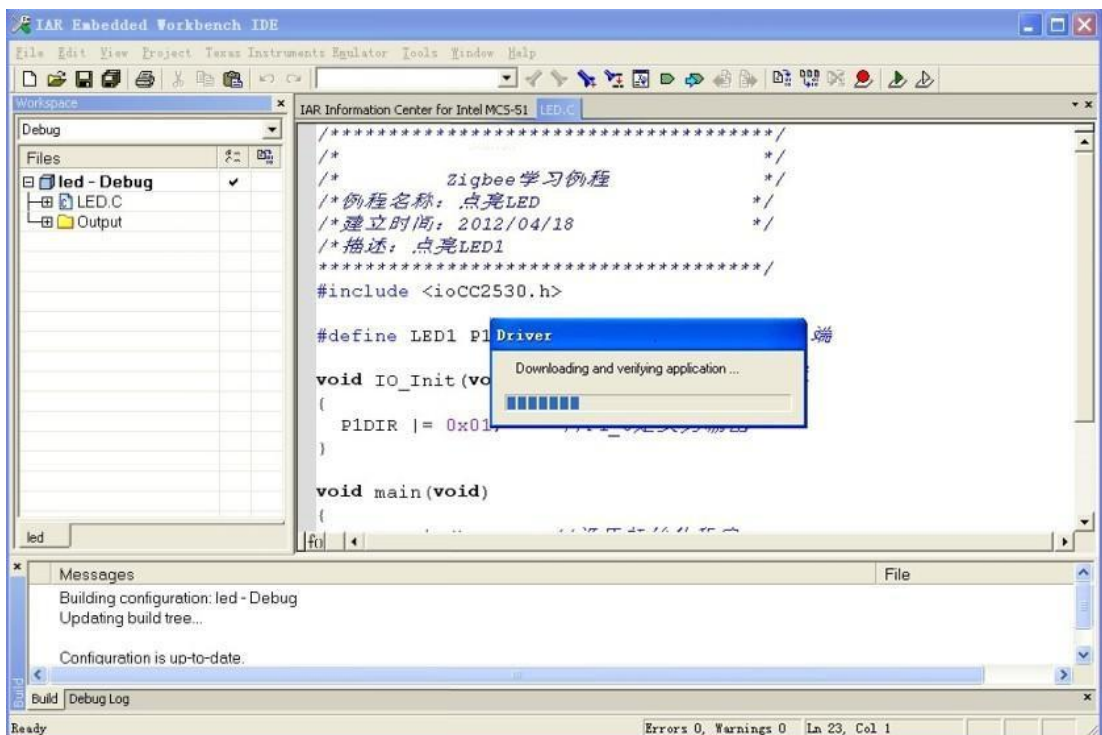 IAR Embedded Workbench IDE
File Edit View Project Texas Instruments Emulator Tools Window Help
Workspace
IAR Information Center for Intel MCS-51 LED.C
Debug
Files
led - Debug
LED.C
Output
led
/**************************************/
/* */
/* Zigbee学习例程 */
/*例程名称：点亮LED */
/*建立时间：2012/04/18 */
/*描述：点亮LED1
**************************************/
#include <ioCC2530.h>
#define LED1 P1 端
void IO_Init(vo
{
P1DIR |= 0x01;
}
void main(void)
{
Driver
Downloading and verifying application ...
Messages File
Building configuration: led - Debug
Updating build tree...
Configuration is up-to-date.
Build
Build Debug Log
Ready Errors 0, Warnings 0 Ln 23, Col 1